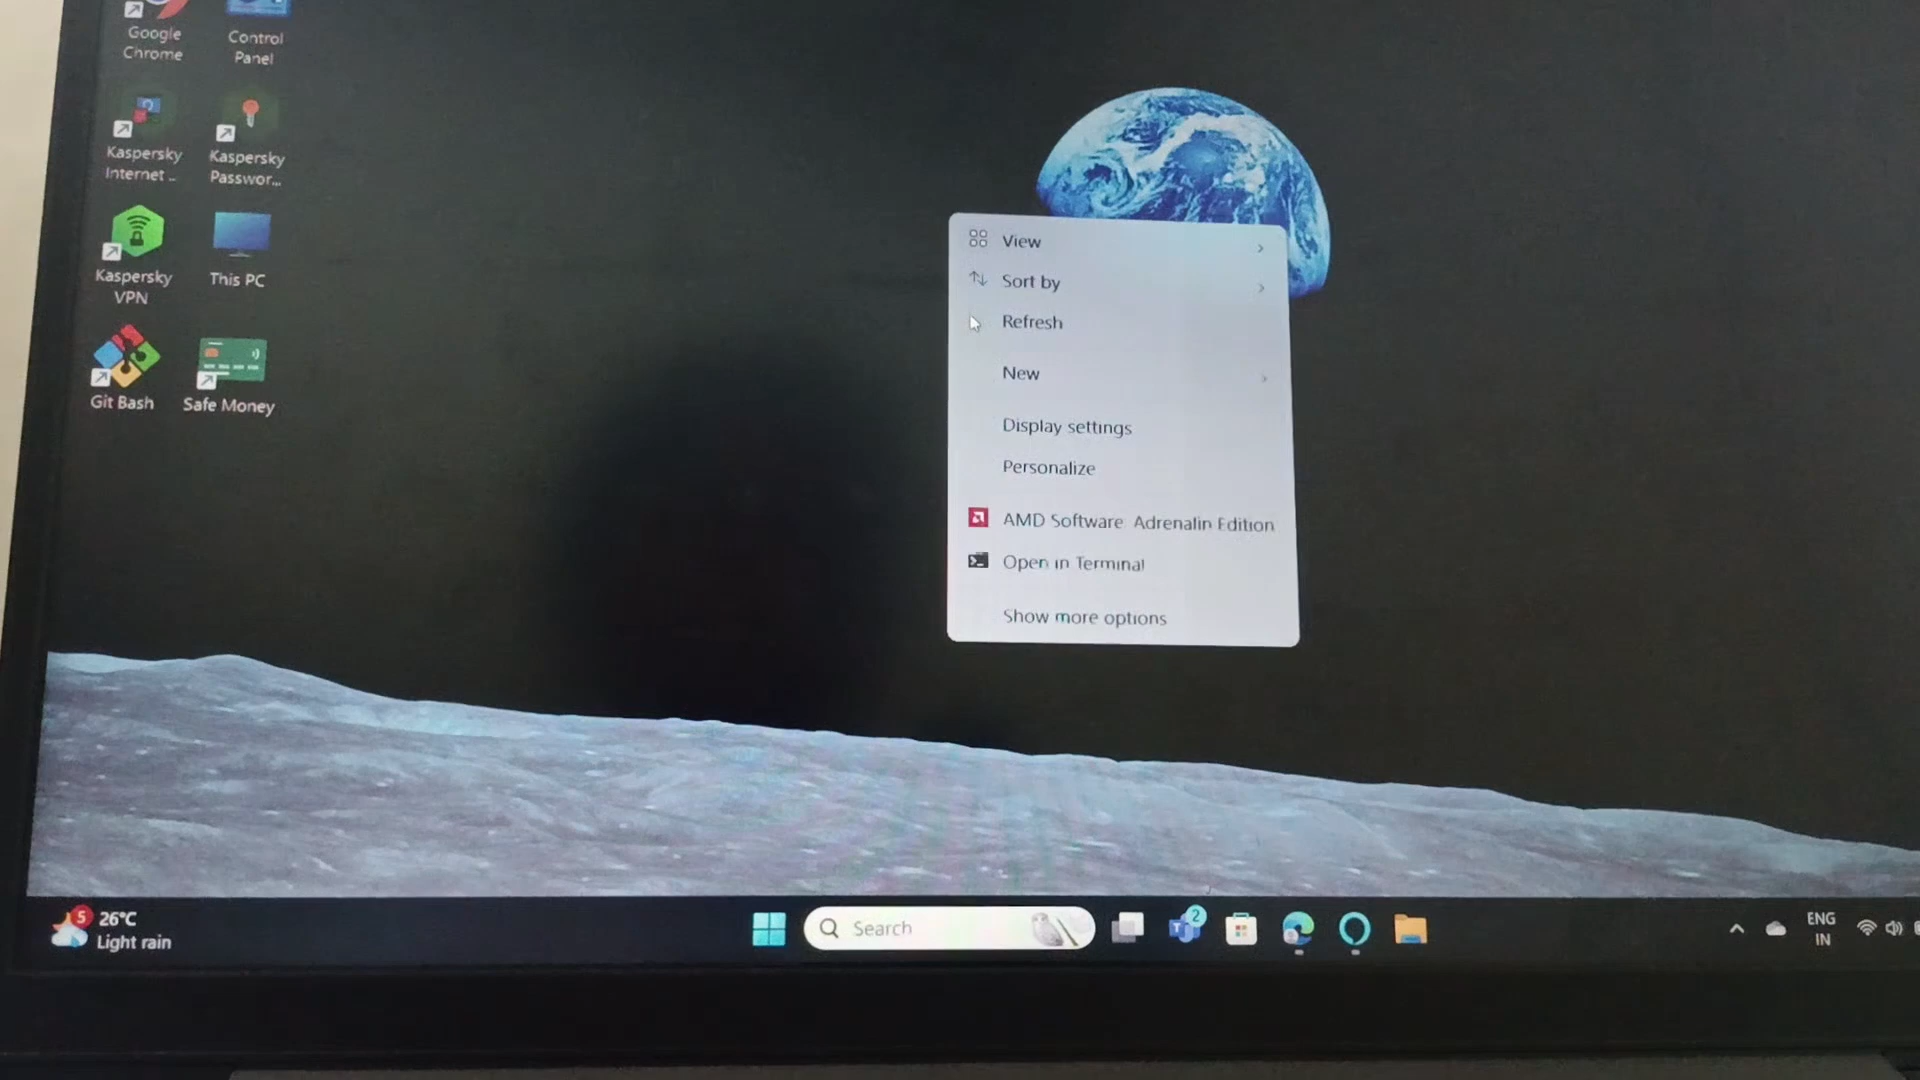 Google
Chrome
Control
Panel
Kaspersky
Internet ..
Kaspersky
Passwor...
Kaspersky
VPN
This PC
Git Bash
Safe Money
View
Sort by
Refresh
New
Display settings
Personalize
AMD Software Adrenalin Edition
Open in Terminal
Show more options
5
26°C
Light rain
Search
2
ENG
IN